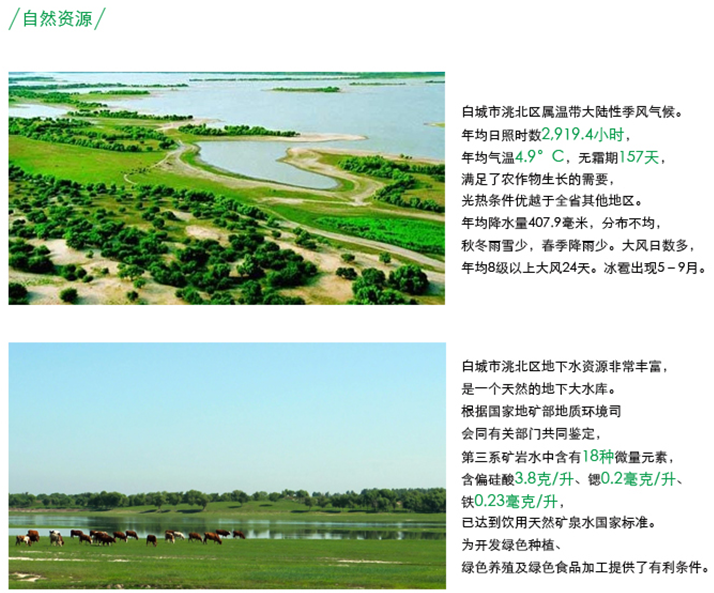 /自然资源/
白城市洮北区属温带大陆性季风气候。
年均日照时数2,919.4小时，
年均气温4.9°C，无霜期157天，
满足了农作物生长的需要，
光热条件优越于全省其他地区。
年均降水量407.9毫米，分布不均，
秋冬雨雪少，春季降雨少。大风日数多，
年均8级以上大风24天。冰雹出现5－9月。
白城市洮北区地下水资源非常丰富，
是一个天然的地下大水库。
根据国家地矿部地质环境司
会同有关部门共同鉴定，
第三系矿岩水中含有18种微量元素，
含偏硅酸3.8克/升、锶0.2毫克/升、
铁0.23毫克/升，
已达到饮用天然矿泉水国家标准。
为开发绿色种植、
绿色养殖及绿色食品加工提供了有利条件。